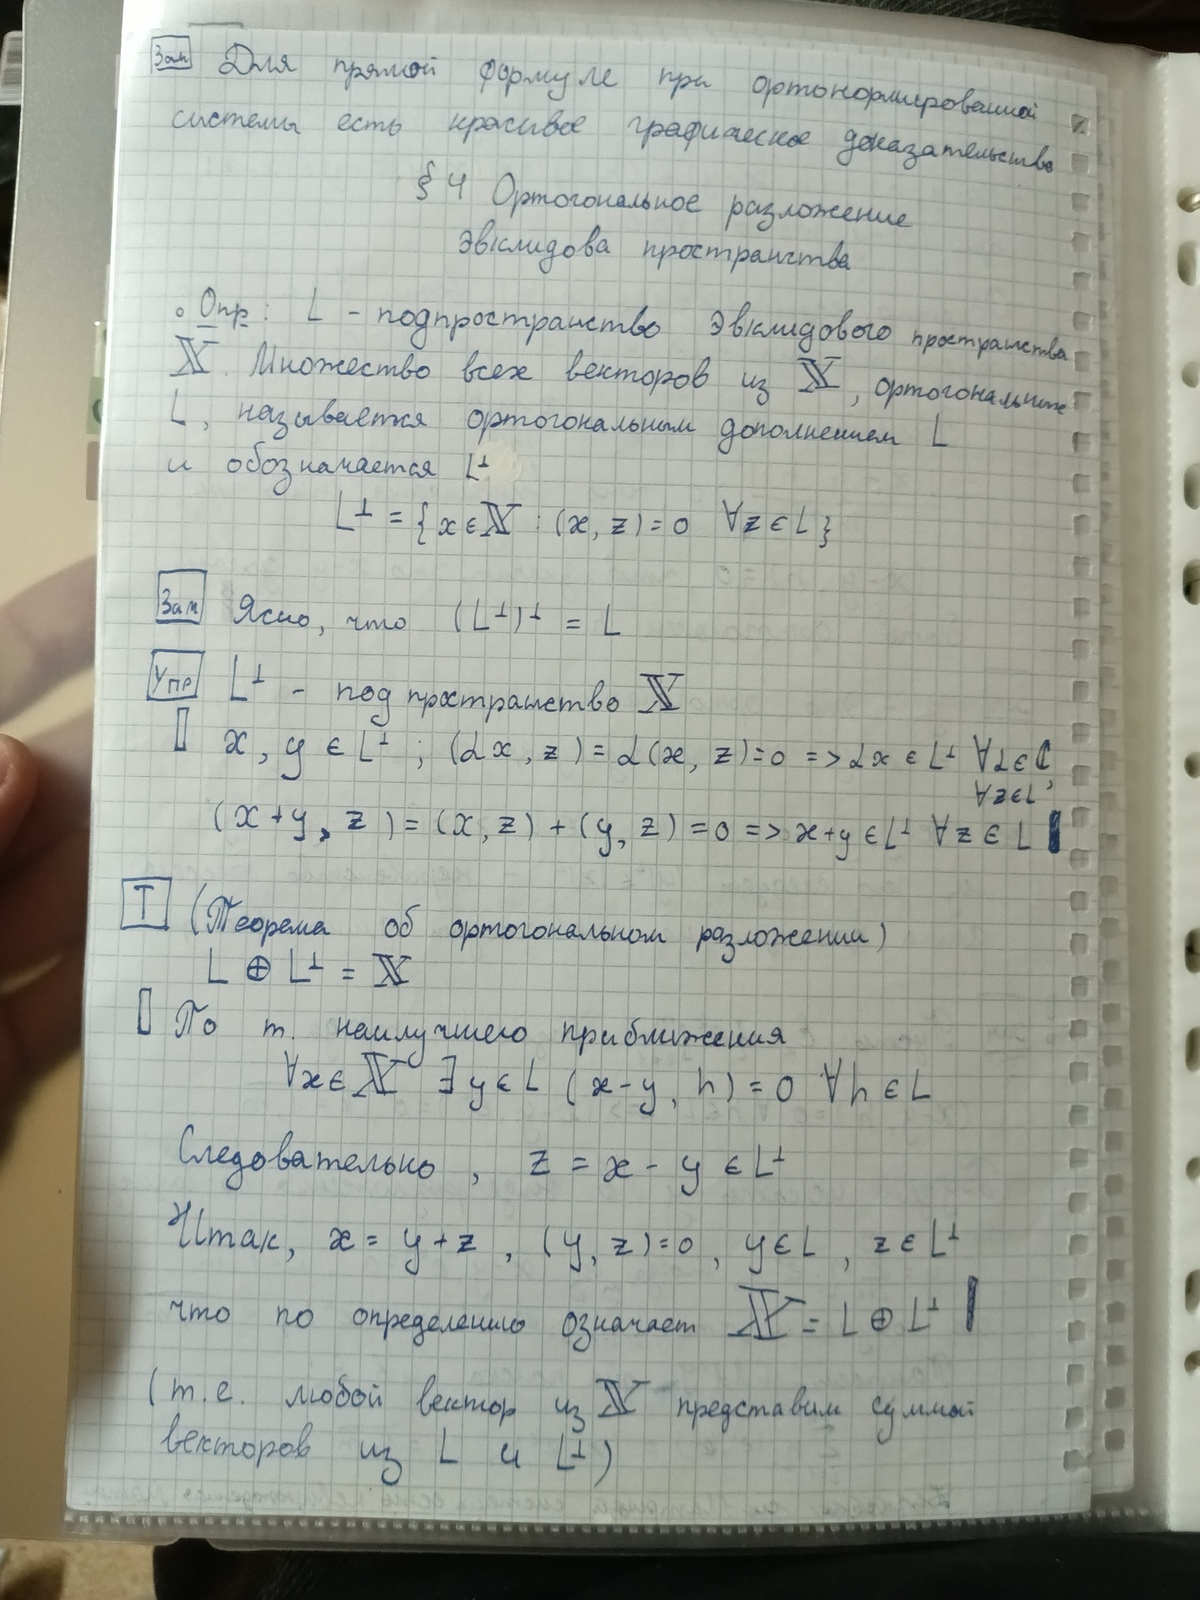 Зам Для прямой формуле при ортонормированной
системы есть красивое графическое доказательство
§ 4 Ортогональное разложение
эвклидова пространства
Опр: L - подпространство эвклидового пространства
𝕏. Множество всех векторов из 𝕏, ортогональных
L, называется ортогональным дополнением L
и обозначается L⊥
L⊥ = {x ∈ 𝕏 : (x, z) = 0 ∀z ∈ L}
Зам Ясно, что (L⊥)⊥ = L
Упр L⊥ - подпространство 𝕏
x, y ∈ L⊥ ; (αx, z) = α(x, z) = 0 => αx ∈ L⊥ ∀α ∈ ℂ,
∀z ∈ L
(x+y, z) = (x, z) + (y, z) = 0 => x+y ∈ L⊥ ∀z ∈ L
Т (Теорема об ортогональном разложении)
L ⊕ L⊥ = 𝕏
По т. наилучшего приближения
∀x ∈ 𝕏 ∃ y ∈ L (x-y, h) = 0 ∀h ∈ L
Следовательно, z = x - y ∈ L⊥
Итак, x = y + z, (y, z) = 0, y ∈ L, z ∈ L⊥
что по определению означает 𝕏 = L ⊕ L⊥
(т.е. любой вектор из 𝕏 представим суммой
векторов из L и L⊥)